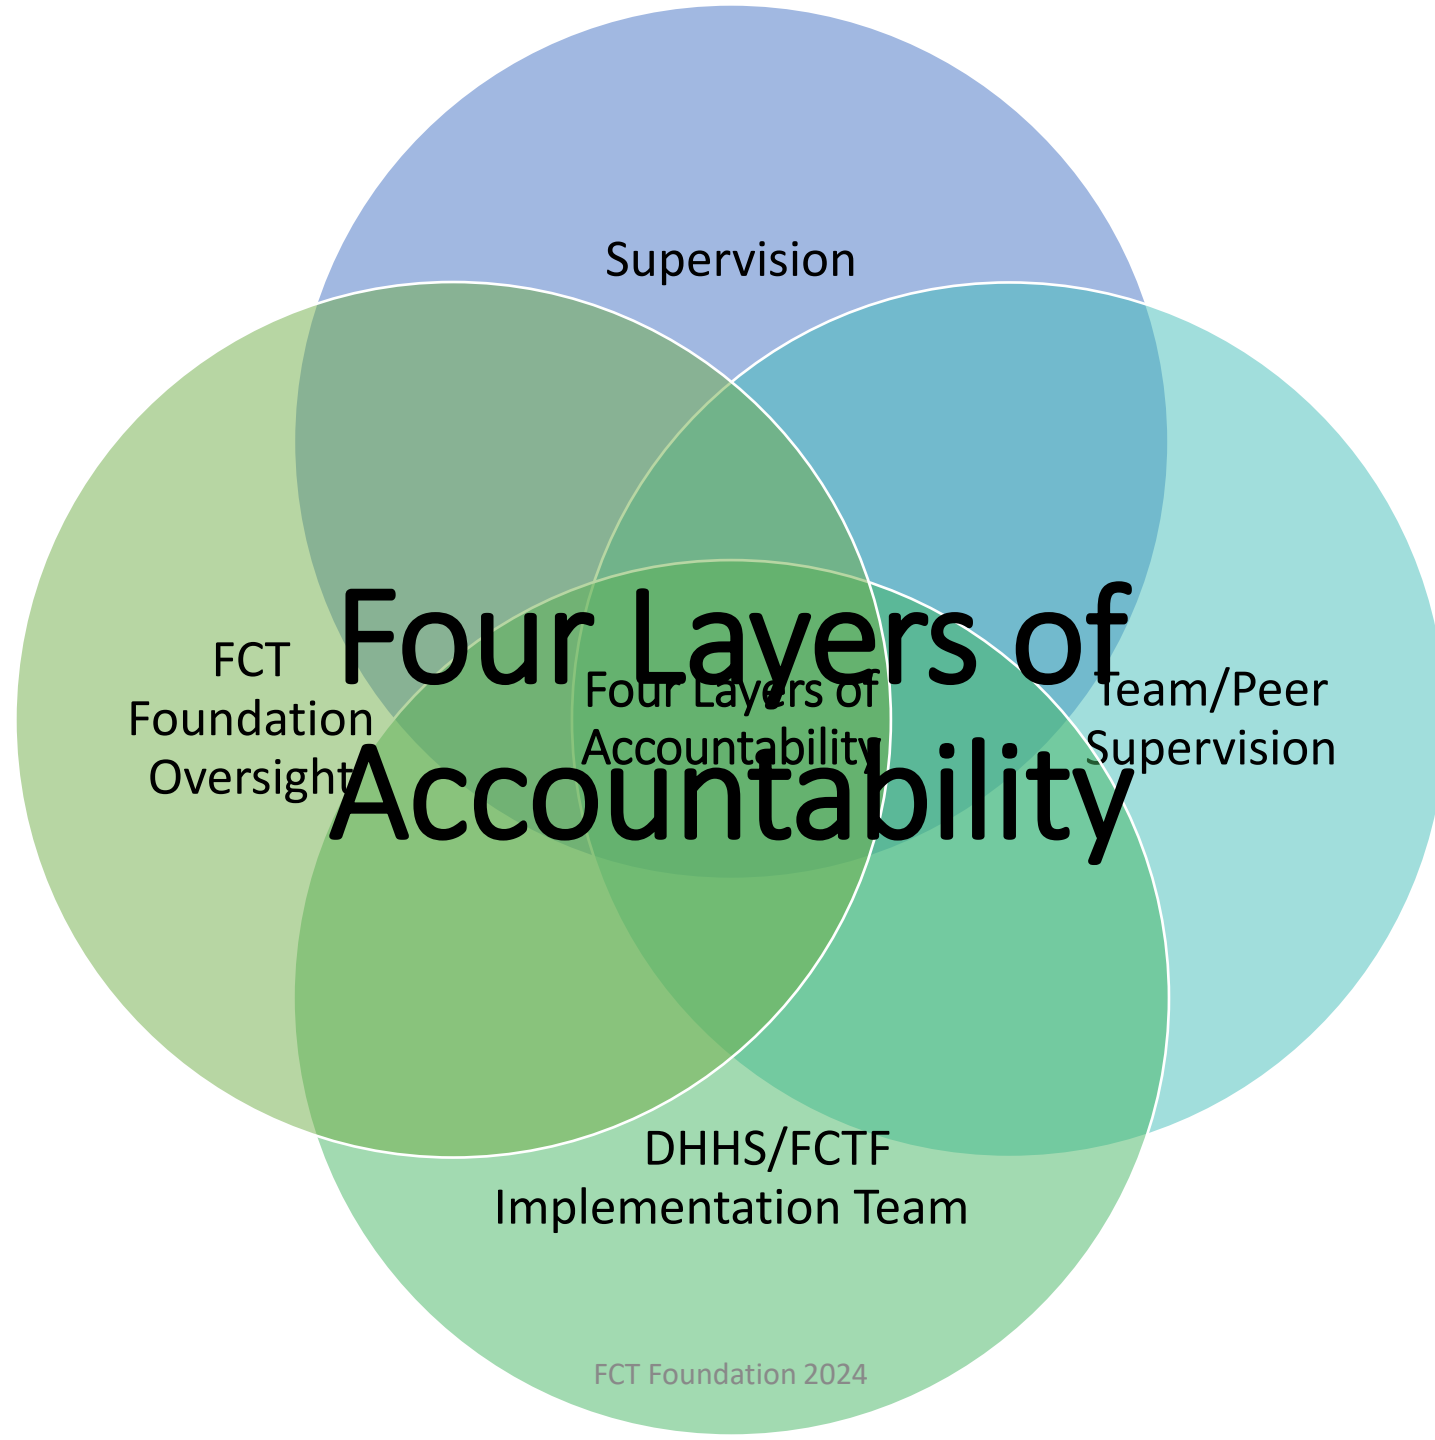 Supervision
Four Layers of
Accountability
FCT
Foundation
Oversight
Four Layers of
Accountability
Team/Peer
Supervision
DHHS/FCTF
Implementation Team
FCT Foundation 2024